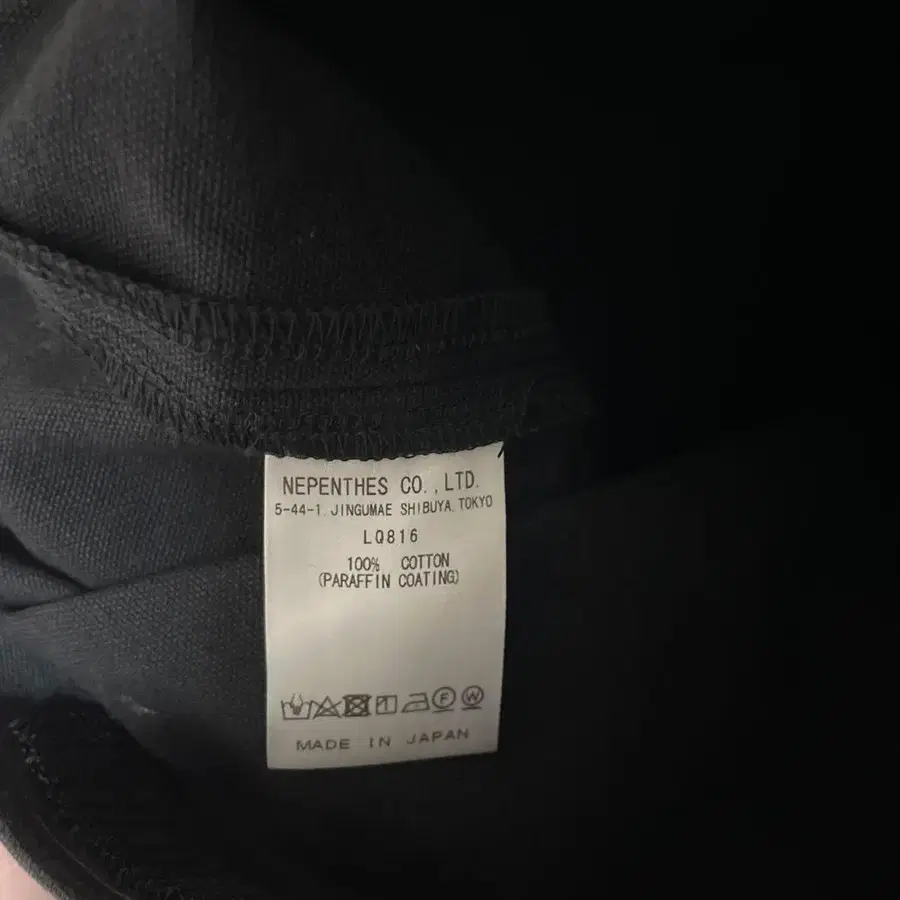 NEPENTHES CO.,LTD.
5-44-1 JINGUMAE SHIBUYA.TOKYO
LQ816
100% COTTON
(PARAFFIN COATING)
F W
MADE IN JAPAN